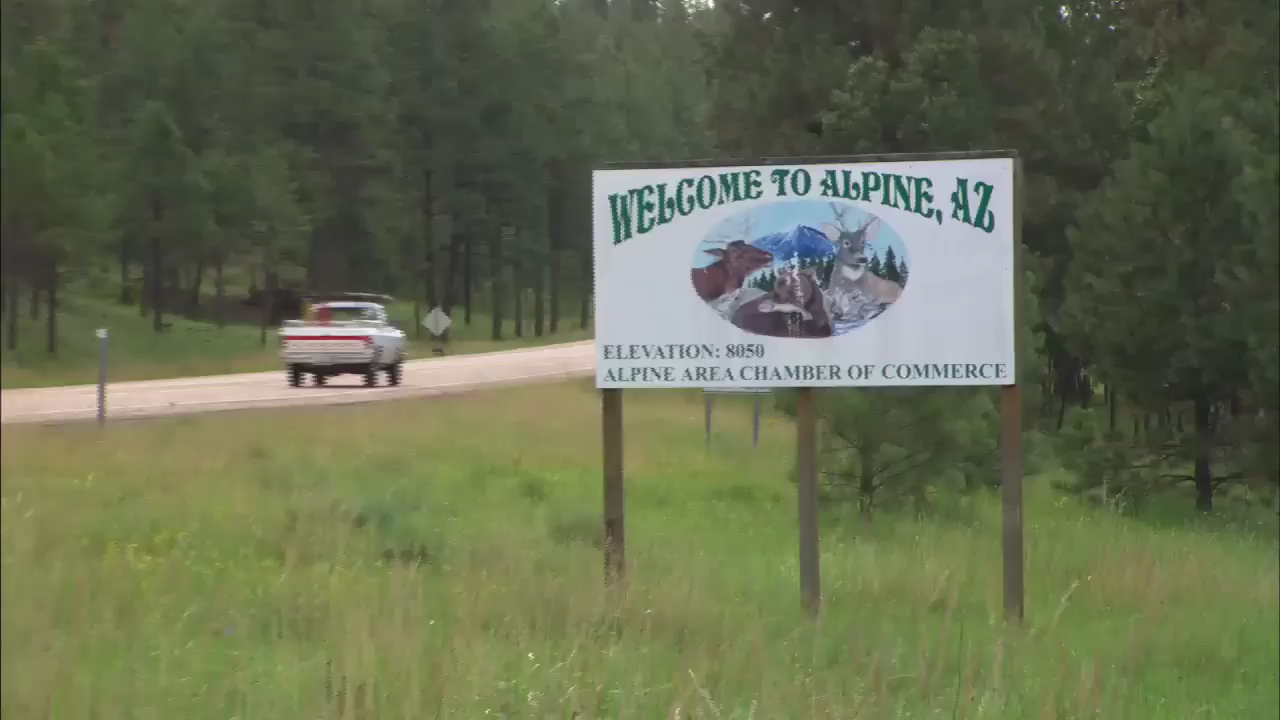 WELCOME TO ALPINE, AZ
ELEVATION: 8050
ALPINE AREA CHAMBER OF COMMERCE